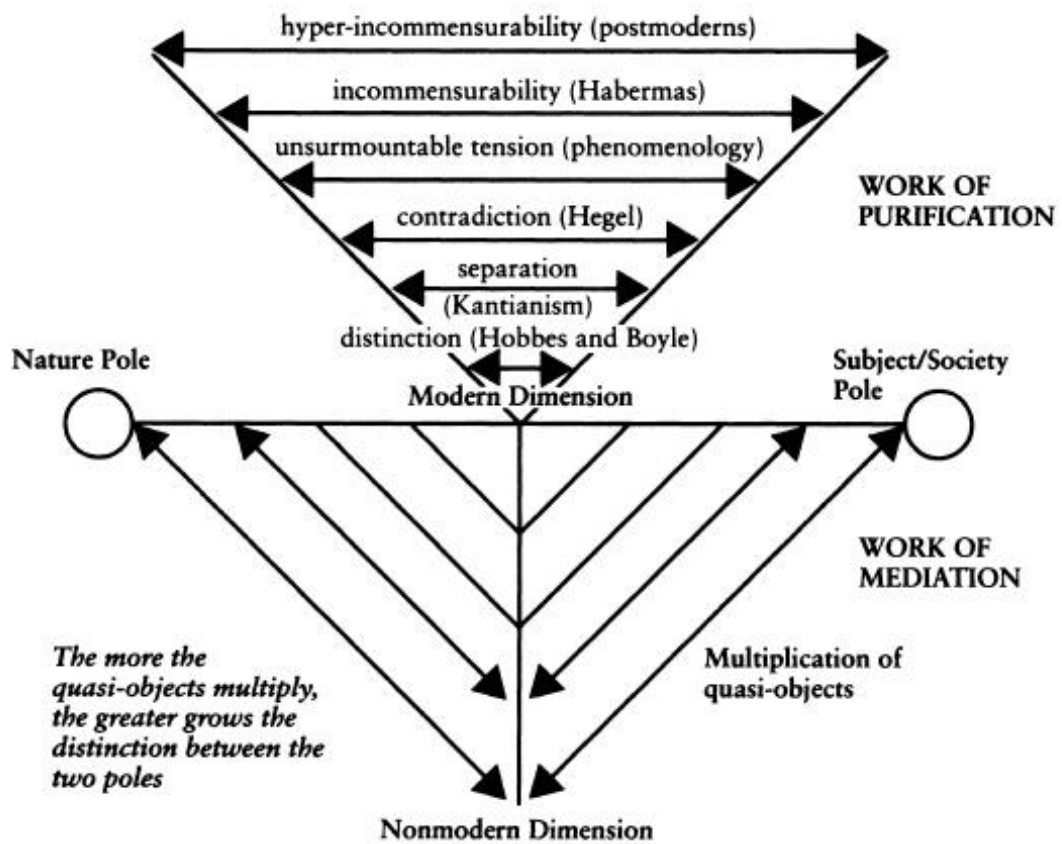 hyper-incommensurability (postmoderns)
incommensurability (Habermas)
unsurmountable tension (phenomenology)
WORK OF
PURIFICATION
contradiction (Hegel)
separation
(Kantianism)
distinction (Hobbes and Boyle)
Nature Pole
Subject/Society
Pole
Modern Dimension
WORK OF
MEDIATION
The more the
quasi-objects multiply,
the greater grows the
distinction between the
two poles
Multiplication of
quasi-objects
Nonmodern Dimension